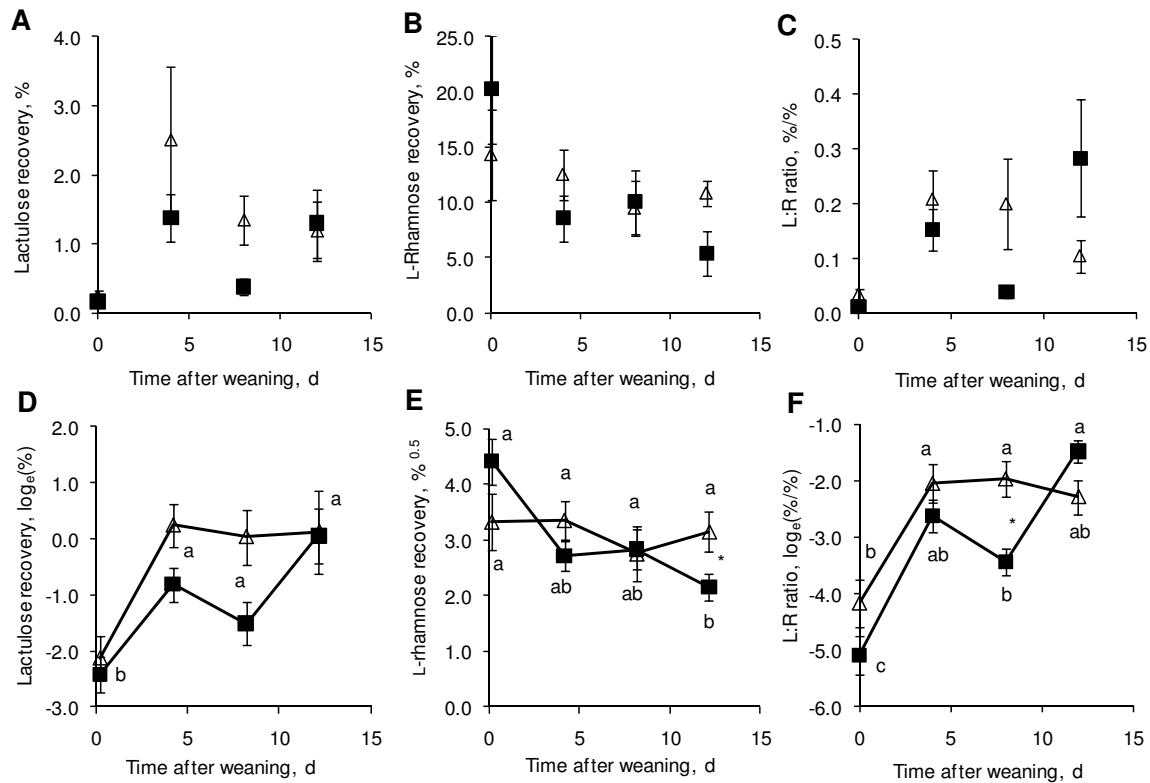 A
Lactulose recovery, %
4.0
3.0
2.0
1.0
0.0
0 5 10 15
Time after weaning, d
B
L-Rhamnose recovery, %
25.0
20.0
15.0
10.0
5.0
0.0
0 5 10 15
Time after weaning, d
C
L:R ratio, %/%
0.5
0.4
0.3
0.2
0.1
0.0
0 5 10 15
Time after weaning, d
D
Lactulose recovery, loge(%)
2.0
1.0
0.0
-1.0
-2.0
-3.0
a
a
a
b
0 5 10 15
Time after weaning, d
E
L-rhamnose recovery, % 0.5
5.0
4.0
3.0
2.0
1.0
0.0
a
a
a
a
ab
ab
*
b
0 5 10 15
Time after weaning, d
F
L:R ratio, loge(%/%)
-1.0
-2.0
-3.0
-4.0
-5.0
-6.0
a
a
a
b
ab
*
ab
b
c
0 5 10 15
Time after weaning, d